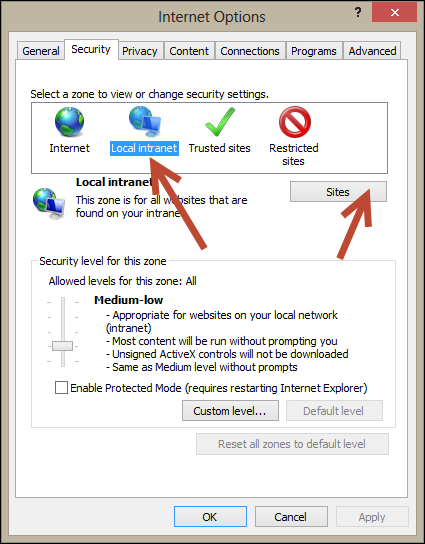 Internet Options
?
General
Security
Privacy
Content
Connections
Programs
Advanced
Select a zone to view or change security settings.
Internet
Local intranet
Trusted sites
Restricted
sites
Local intranet
This zone is for all websites that are
found on your intranet.
Sites
Security level for this zone
Allowed levels for this zone: All
Medium-low
- Appropriate for websites on your local network
(intranet)
- Most content will be run without prompting you
- Unsigned ActiveX controls will not be downloaded
- Same as Medium level without prompts
Enable Protected Mode (requires restarting Internet Explorer)
Custom level...
Default level
Reset all zones to default level
OK
Cancel
Apply